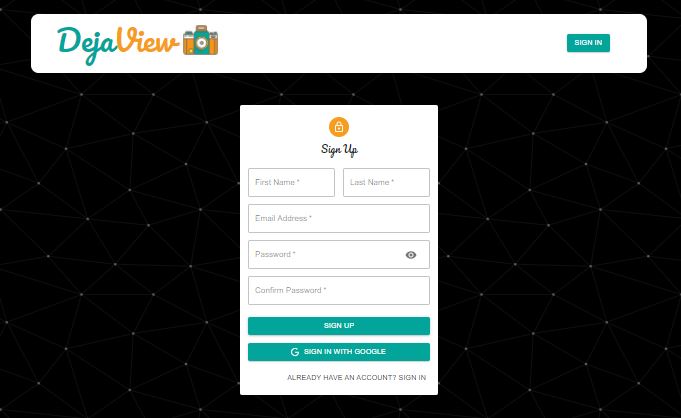 DejaView
SIGN IN
Sign Up
First Name *
Last Name *
Email Address *
Password *
Confirm Password *
SIGN UP
G SIGN IN WITH GOOGLE
ALREADY HAVE AN ACCOUNT? SIGN IN